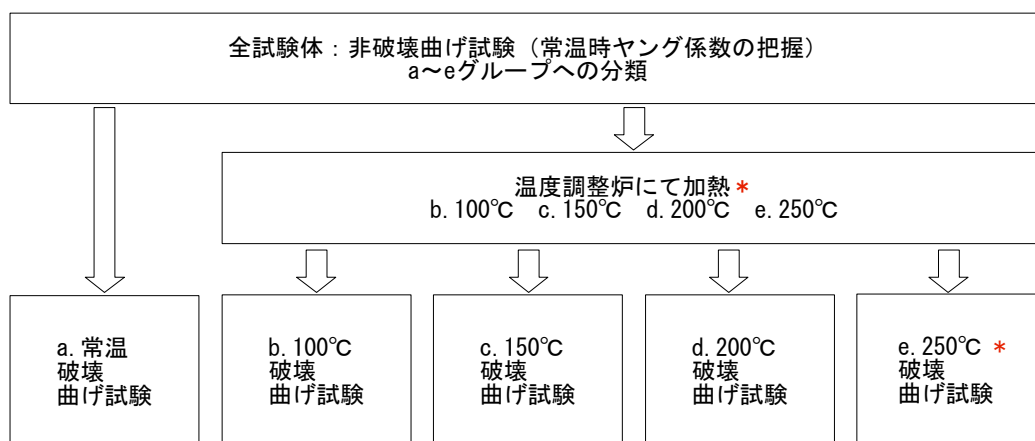 全試験体：非破壊曲げ試験（常温時ヤング係数の把握）
a～eグループへの分類
温度調整炉にて加熱*
b.100℃ c.150℃ d.200℃ e.250℃
a.常温
破壊
曲げ試験
b.100℃
破壊
曲げ試験
c.150℃
破壊
曲げ試験
d.200℃
破壊
曲げ試験
e.250℃ *
破壊
曲げ試験